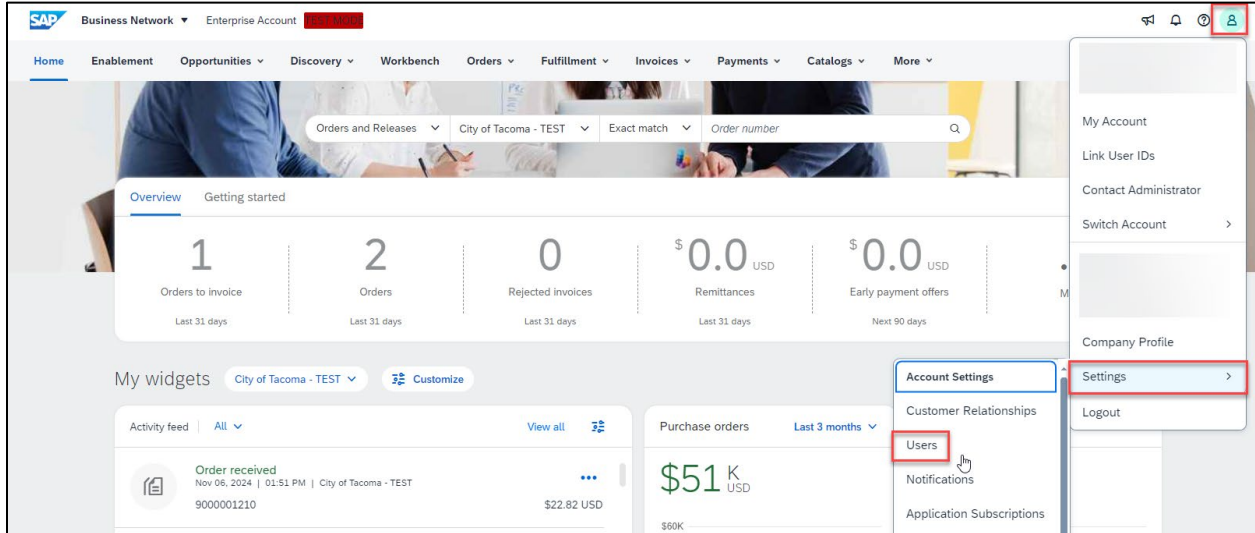 SAP Business Network Enterprise Account TEST MODE
Home Enablement Opportunities Discovery Workbench Orders Fulfillment Invoices Payments Catalogs More
Orders and Releases City of Tacoma - TEST Exact match Order number
Overview Getting started
1 2 0 $ 0.0 USD $ 0.0 USD
Orders to invoice Orders Rejected invoices Remittances Early payment offers M
Last 31 days Last 31 days Last 31 days Last 31 days Next 90 days
My Account
Link User IDs
Contact Administrator
Switch Account
Company Profile
Settings
Logout
My widgets City of Tacoma - TEST Customize
Account Settings
Customer Relationships
Users
Notifications
Application Subscriptions
Activity feed All View all
Order received
Nov 06, 2024 | 01:51 PM | City of Tacoma - TEST
9000001210 $22.82 USD
Purchase orders Last 3 months
$51 K USD
$60K